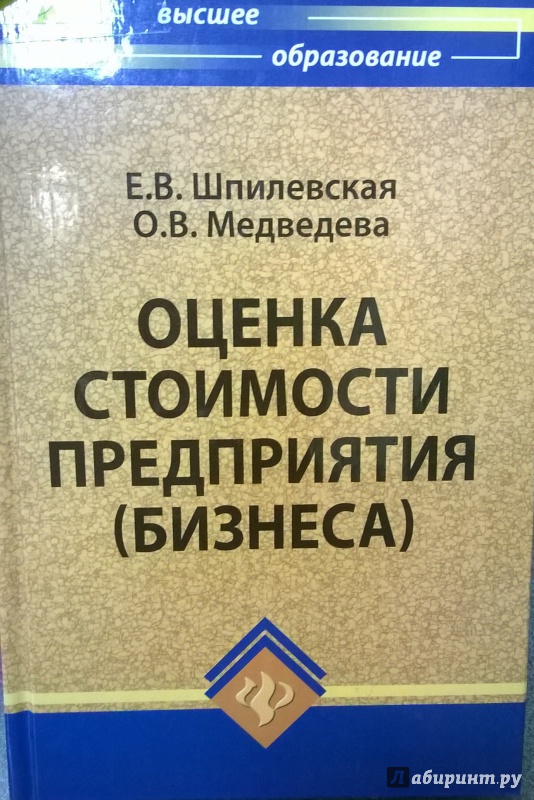 высшее
образование
Е.В. Шпилевская
О.В. Медведева
ОЦЕНКА
СТОИМОСТИ
ПРЕДПРИЯТИЯ
(БИЗНЕСА)
Лабиринт.ру